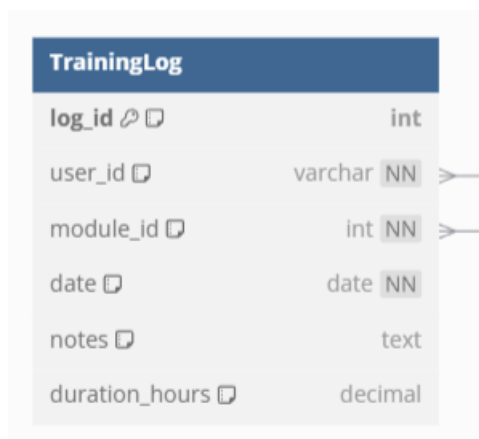 TrainingLog
log_id int
user_id varchar NN
module_id int NN
date date NN
notes text
duration_hours decimal